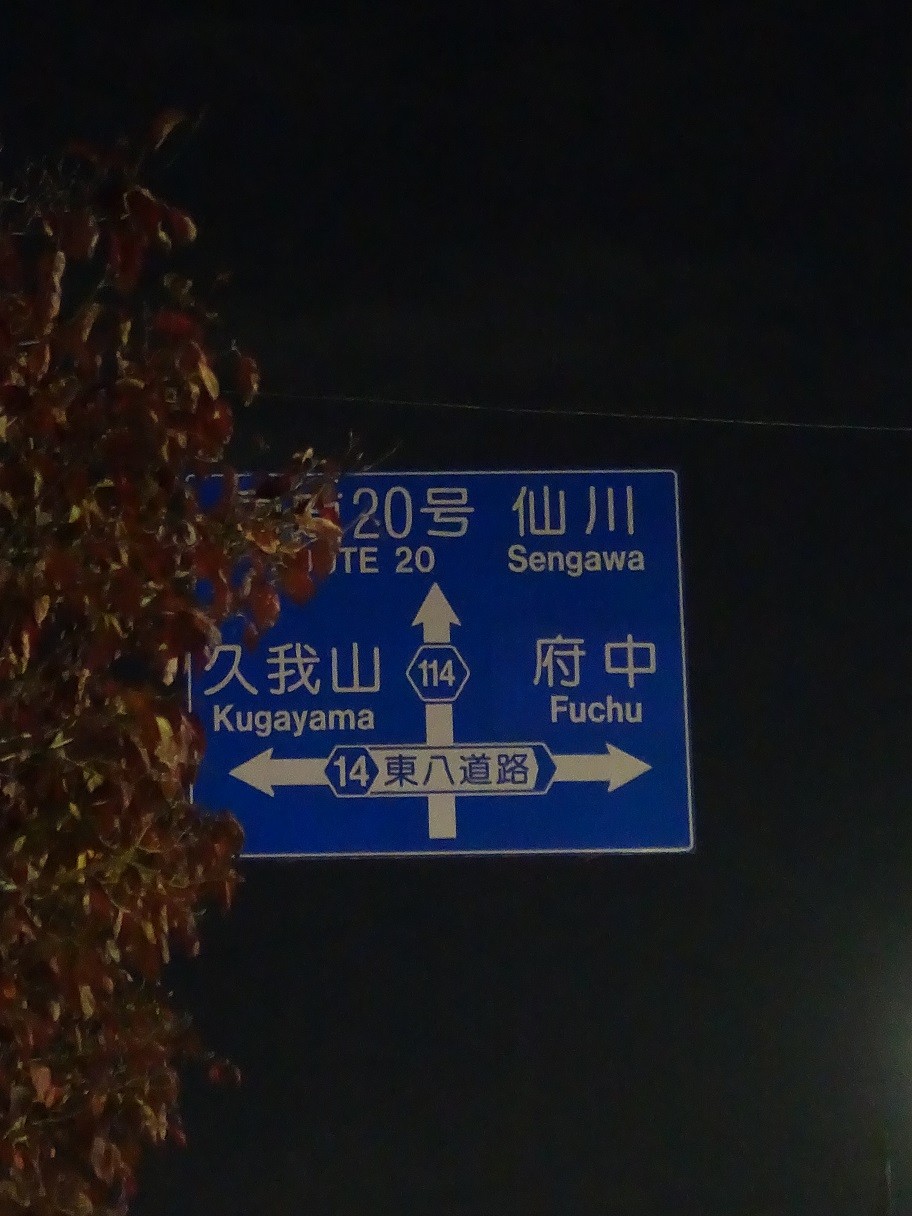 20号 仙川
20 Sengawa
久我山 114 府中
Kugayama Fuchu
14 東八道路